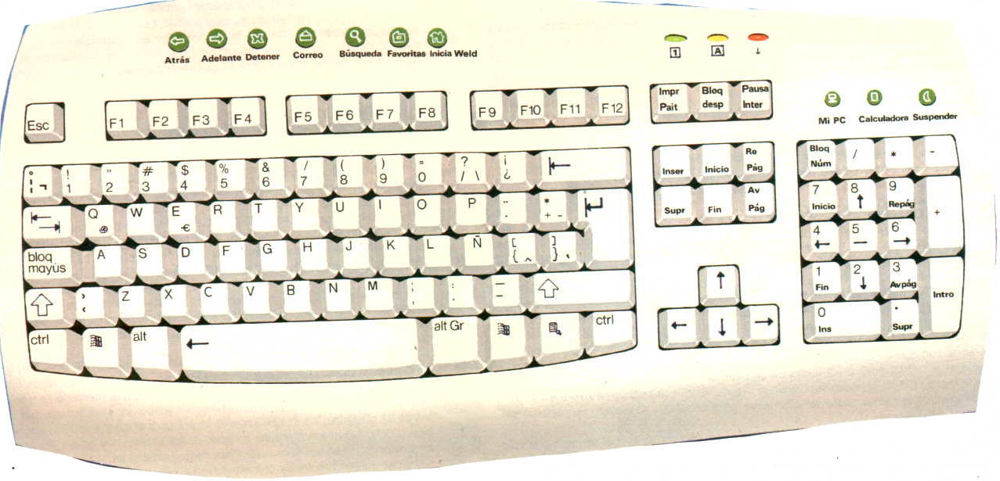 Atrás Adelante Detener Correo Búsqueda Favoritas Inicia Weld
1 A ↓
Mi PC Calculadora Suspender
Esc F1 F2 F3 F4 F5 F6 F7 F8 F9 F10 F11 F12
Impr Pait
Bloq desp
Pausa Inter
! 1
" 2
# 3
$ 4
% 5
& 6
/ 7
( 8
) 9
= 0
? / \
¡ ¿
Inser Inicio Re Pág
Bloq Núm / * -
Q @ W E € R T Y U I O P
¨ .
* + -
Supr Fin Av Pág
7 Inicio
8 ↑
9 Repág
+
bloq mayùs
A S D F G H J K L Ñ
[ { ^
] } ,
4 ←
5 —
6 →
› ‹
Z X C V B N M
; ,
: .
— –
↑
1 Fin
2 ↓
3 Avpág
Intro
ctrl alt ← alt Gr ctrl
← ↓ →
0 Ins
. Supr